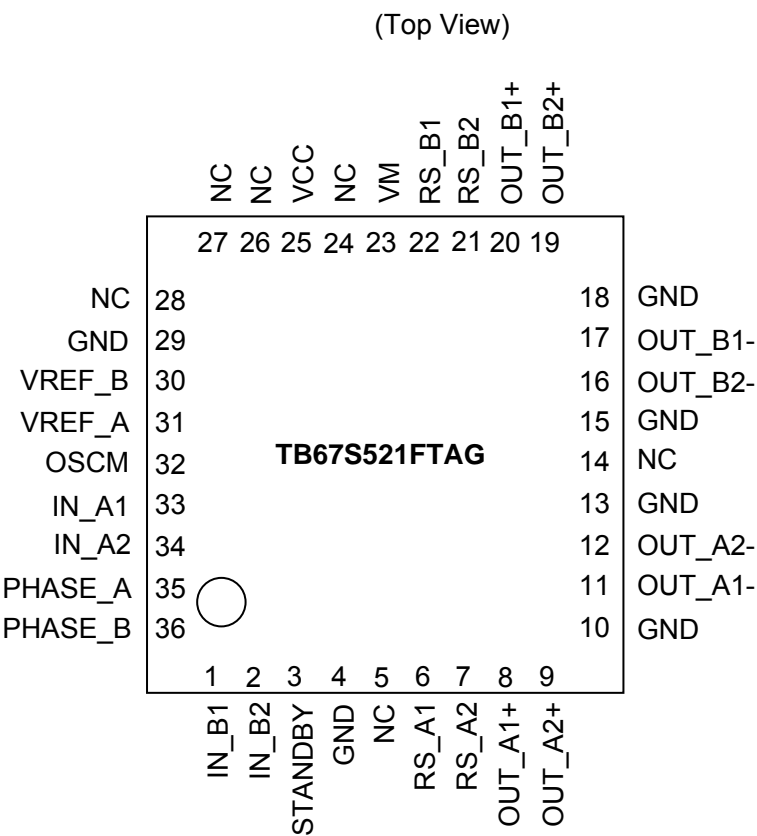 (Top View)
NC
NC
VCC
NC
VM
RS_B1
RS_B2
OUT_B1+
OUT_B2+
27 26 25 24 23 22 21 20 19
NC 28
GND 29
VREF_B 30
VREF_A 31
OSCM 32
IN_A1 33
IN_A2 34
PHASE_A 35
PHASE_B 36
TB67S521FTAG
18 GND
17 OUT_B1-
16 OUT_B2-
15 GND
14 NC
13 GND
12 OUT_A2-
11 OUT_A1-
10 GND
1 2 3 4 5 6 7 8 9
IN_B1
IN_B2
STANDBY
GND
NC
RS_A1
RS_A2
OUT_A1+
OUT_A2+